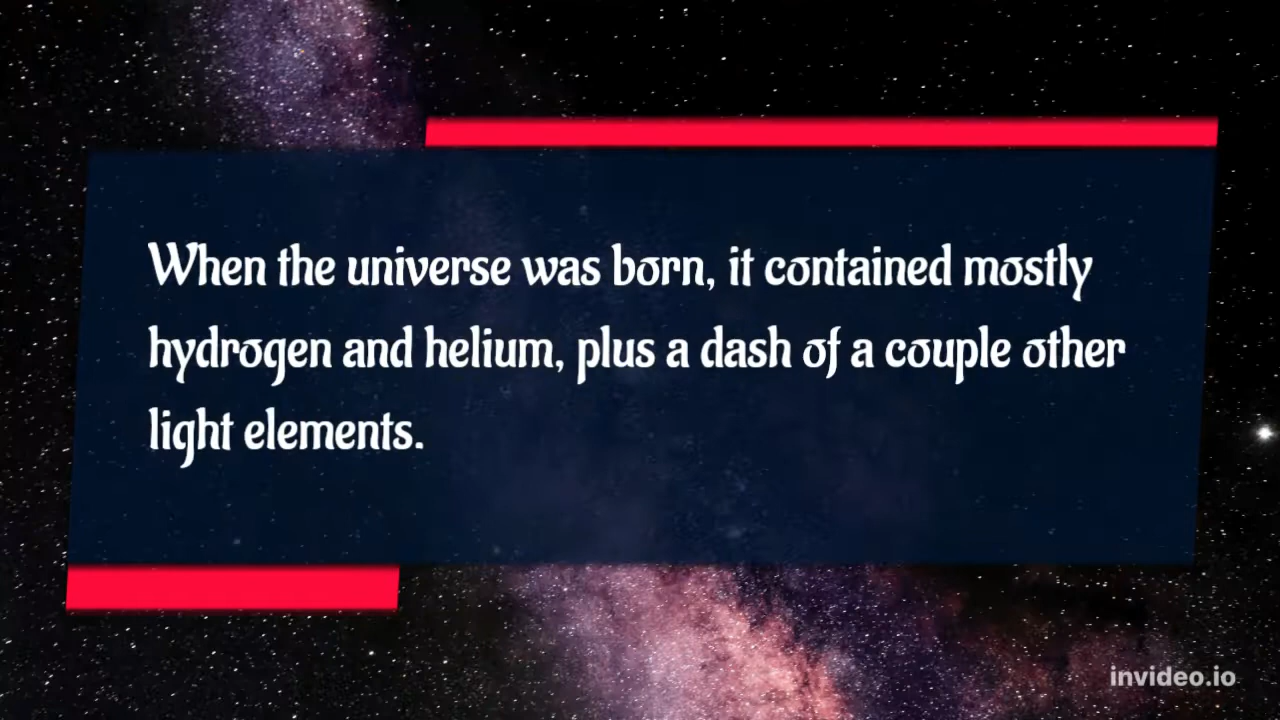 When the universe was born, it contained mostly
hydrogen and helium, plus a dash of a couple other
light elements.
invideo.io